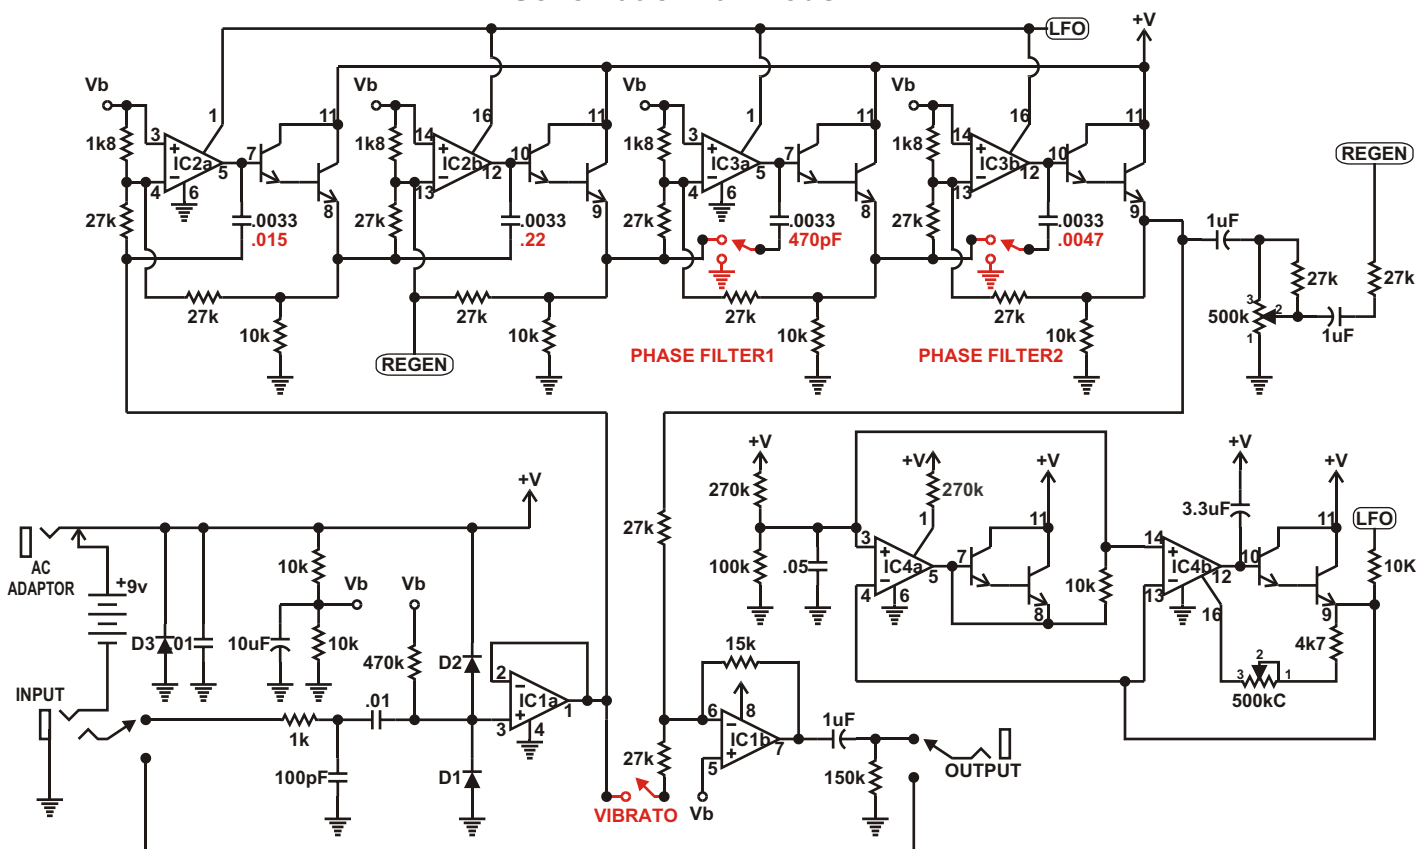 LFO
+V
Vb
Vb
Vb
Vb
1
16
1
16
11
11
11
11
1k8
3
IC2a
5
4
6
7
8
1k8
14
IC2b
12
13
10
9
1k8
3
IC3a
5
4
6
7
8
1k8
14
IC3b
12
13
10
9
REGEN
27k
.0033
.015
27k
.0033
.22
27k
.0033
470pF
27k
.0033
.0047
1uF
27k
27k
3
500k
2
1
1uF
27k
10k
27k
10k
27k
10k
27k
10k
REGEN
PHASE FILTER1
PHASE FILTER2
+V
+V
+V
+V
+V
+V
270k
270k
3.3uF
LFO
AC
ADAPTOR
+9v
10k
Vb
Vb
27k
100k
.05
3
1
IC4a
5
4
6
7
11
8
10k
14
IC4b
12
13
16
10
11
9
10K
4k7
D3
.01
10uF
10k
470k
D2
15k
2
3
1
500kC
INPUT
.01
1k
100pF
D1
2
IC1a
1
3
4
27k
6
8
IC1b
7
5
Vb
1uF
150k
OUTPUT
VIBRATO